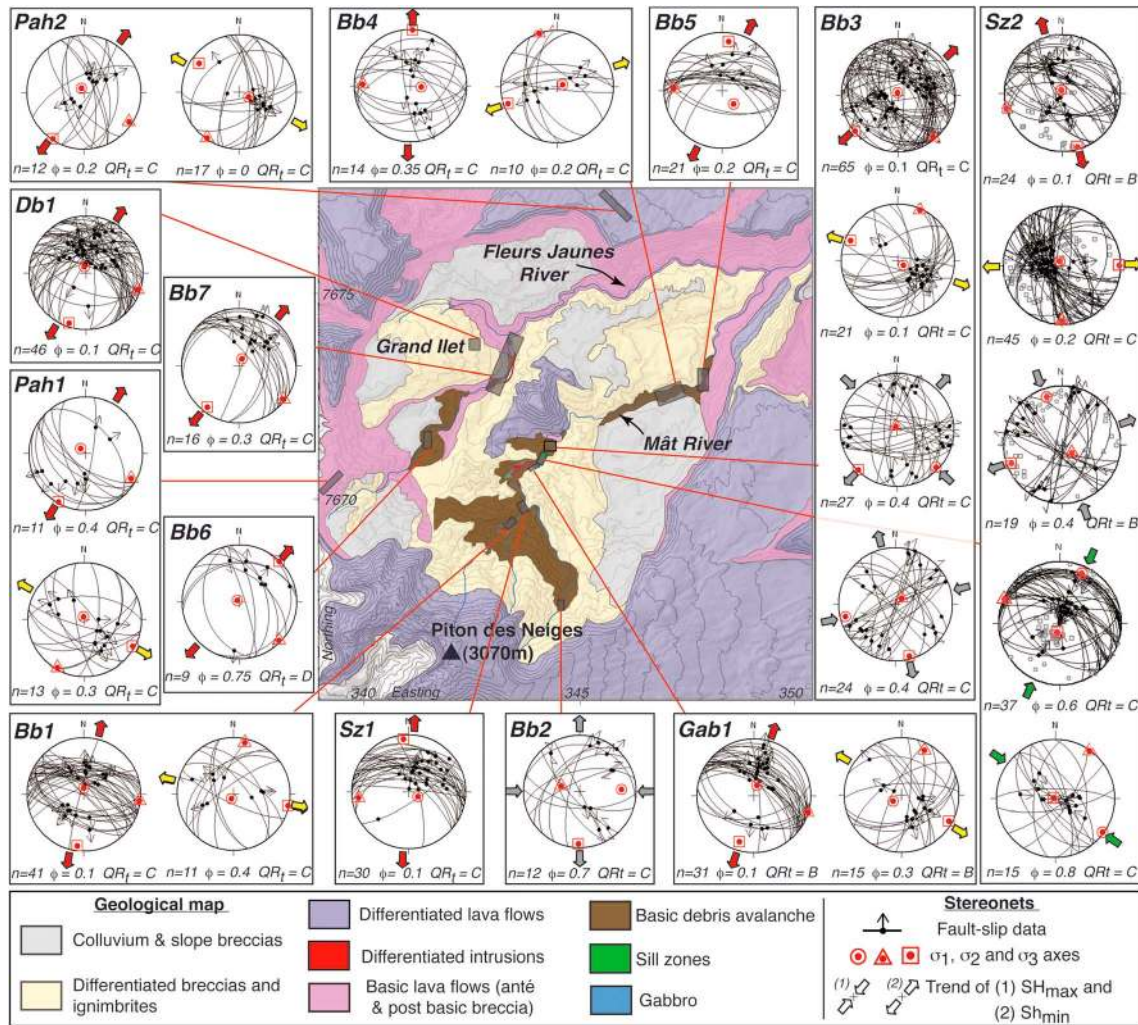 Pah2
N
N
n=12 ϕ = 0.2 QRt = C
n=17 ϕ = 0 QRt = C
Bb4
N
N
n=14 ϕ = 0.35 QRt = C
n=10 ϕ = 0.2 QRt = C
Bb5
N
n=21 ϕ = 0.2 QRt = C
Bb3
N
n=65 ϕ = 0.1 QRt = C
N
n=21 ϕ = 0.1 QRt = C
N
n=27 ϕ = 0.4 QRt = C
N
n=24 ϕ = 0.4 QRt = C
Sz2
N
n=24 ϕ = 0.1 QRt = B
N
n=45 ϕ = 0.2 QRt = C
N
n=19 ϕ = 0.4 QRt = B
N
n=37 ϕ = 0.6 QRt = C
N
n=15 ϕ = 0.8 QRt = C
Db1
N
n=46 ϕ = 0.1 QRt = C
Bb7
N
n=16 ϕ = 0.3 QRt = C
Pah1
N
n=11 ϕ = 0.4 QRt = C
N
n=13 ϕ = 0.3 QRt = C
Bb6
N
n=9 ϕ = 0.75 QRt = D
Fleurs Jaunes
River
7675
Grand Ilet
Mât River
7670
Piton des Neiges
(3070m)
Northing
340 Easting 345 350
Bb1
N
N
n=41 ϕ = 0.1 QRt = C
n=11 ϕ = 0.4 QRt = C
Sz1
N
n=30 ϕ = 0.1 QRt = C
Bb2
N
n=12 ϕ = 0.7 QRt = C
Gab1
N
N
n=31 ϕ = 0.1 QRt = B
n=15 ϕ = 0.3 QRt = B
Geological map
Colluvium & slope breccias
Differentiated breccias and
ignimbrites
Differentiated lava flows
Differentiated intrusions
Basic lava flows (anté
& post basic breccia)
Basic debris avalanche
Sill zones
Gabbro
Stereonets
Fault-slip data
σ1, σ2 and σ3 axes
(1) (2) Trend of (1) SHmax and
(2) Shmin